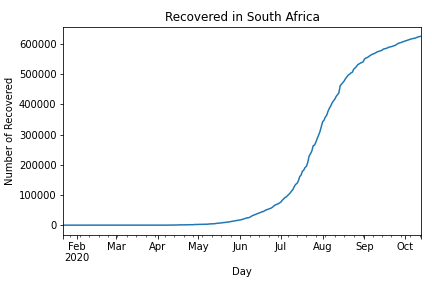 Recovered in South Africa
Number of Recovered
600000
500000
400000
300000
200000
100000
0
Feb Mar Apr May Jun Jul Aug Sep Oct
2020
Day